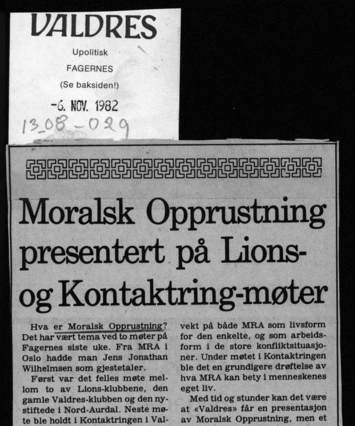 VALDRES
Upolitisk
FAGERNES
(Se baksiden!)
-6. NOV. 1982
13_08-029
Moralsk Opprustning
presentert på Lions-
og Kontaktring-møter
Hva er Moralsk Opprustning?
Det har vært tema ved to møter på
Fagernes siste uke. Fra MRA i
Oslo hadde man Jens Jonathan
Wilhelmsen som gjestetaler.
Først var det felles møte mel-
lom to av Lions-klubbene, den
gamle Valdres-klubben og den ny-
stiftede i Nord-Aurdal. Neste mø-
te ble holdt i Kontaktringen i Val-
vekt på både MRA som livsform
for den enkelte, og som arbeids-
form i de store konfliktsituasjo-
ner. Under møtet i Kontaktringen
ble det en grundigere drøftelse av
hva MRA kan bety i menneskenes
eget liv.
Med tid og stunder kan det være
at «Valdres» får en presentasjon
av Moralsk Opprustning, men et